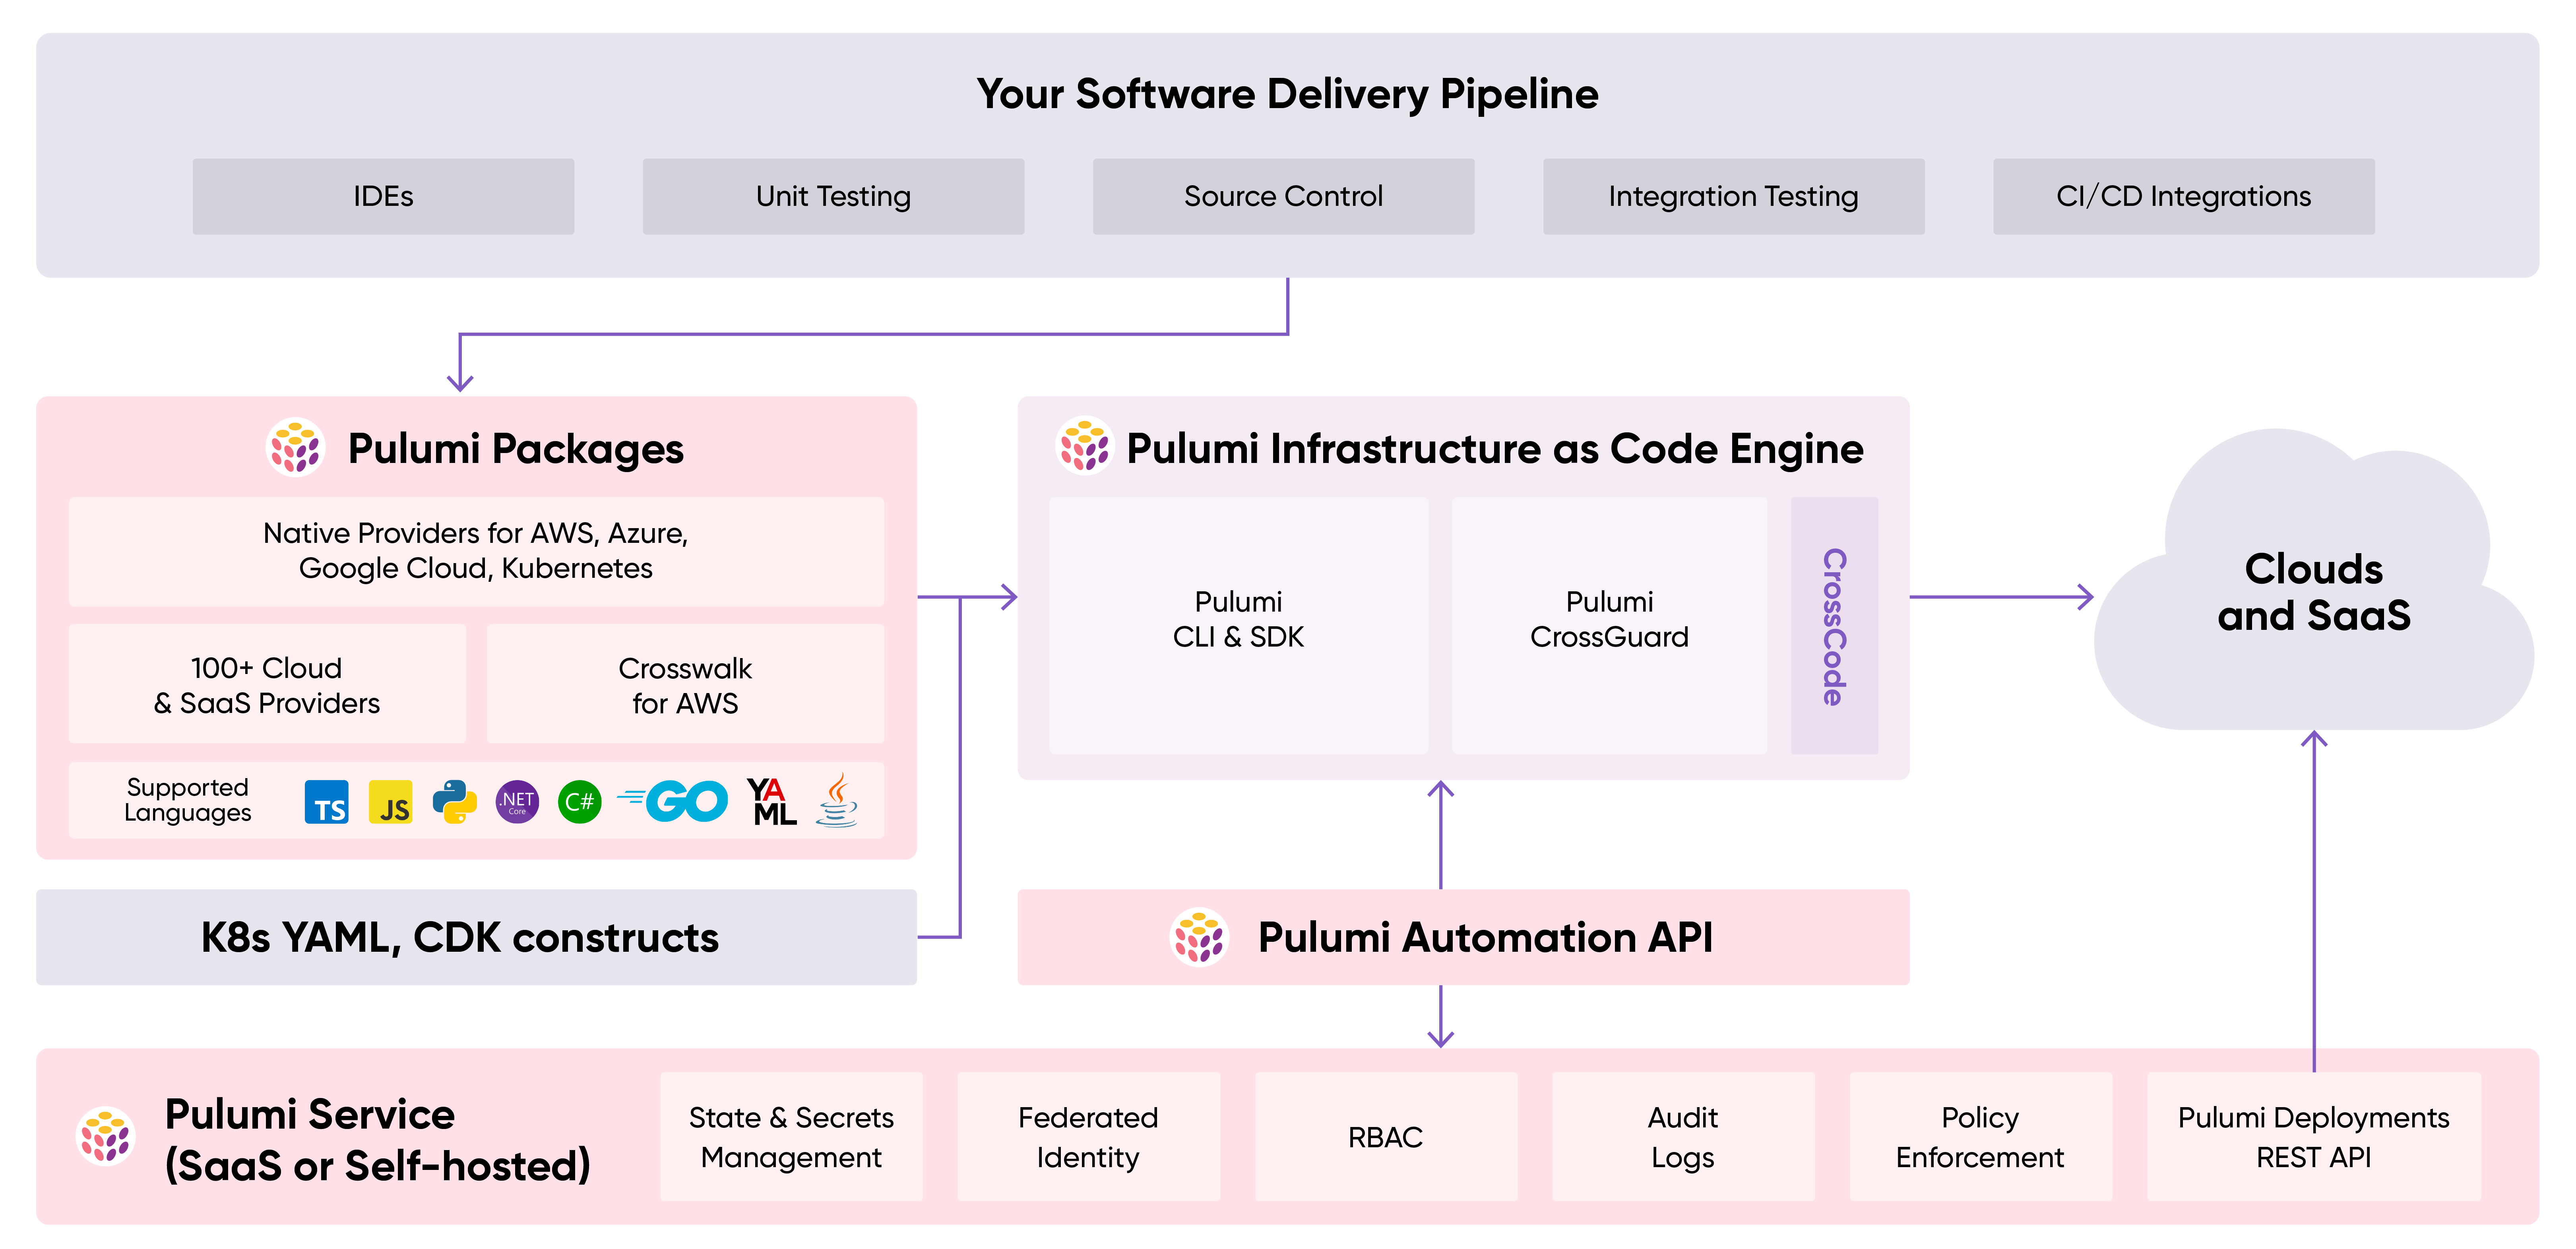 Your Software Delivery Pipeline
IDEs
Unit Testing
Source Control
Integration Testing
CI/CD Integrations
Pulumi Packages
Native Providers for AWS, Azure,
Google Cloud, Kubernetes
100+ Cloud
& SaaS Providers
Crosswalk
for AWS
Supported
Languages
TS
JS
.NET
Core
C#
GO
YA
ML
K8s YAML, CDK constructs
Pulumi Infrastructure as Code Engine
Pulumi
CLI & SDK
Pulumi
CrossGuard
CrossCode
Clouds
and SaaS
Pulumi Automation API
Pulumi Service
(SaaS or Self-hosted)
State & Secrets
Management
Federated
Identity
RBAC
Audit
Logs
Policy
Enforcement
Pulumi Deployments
REST API